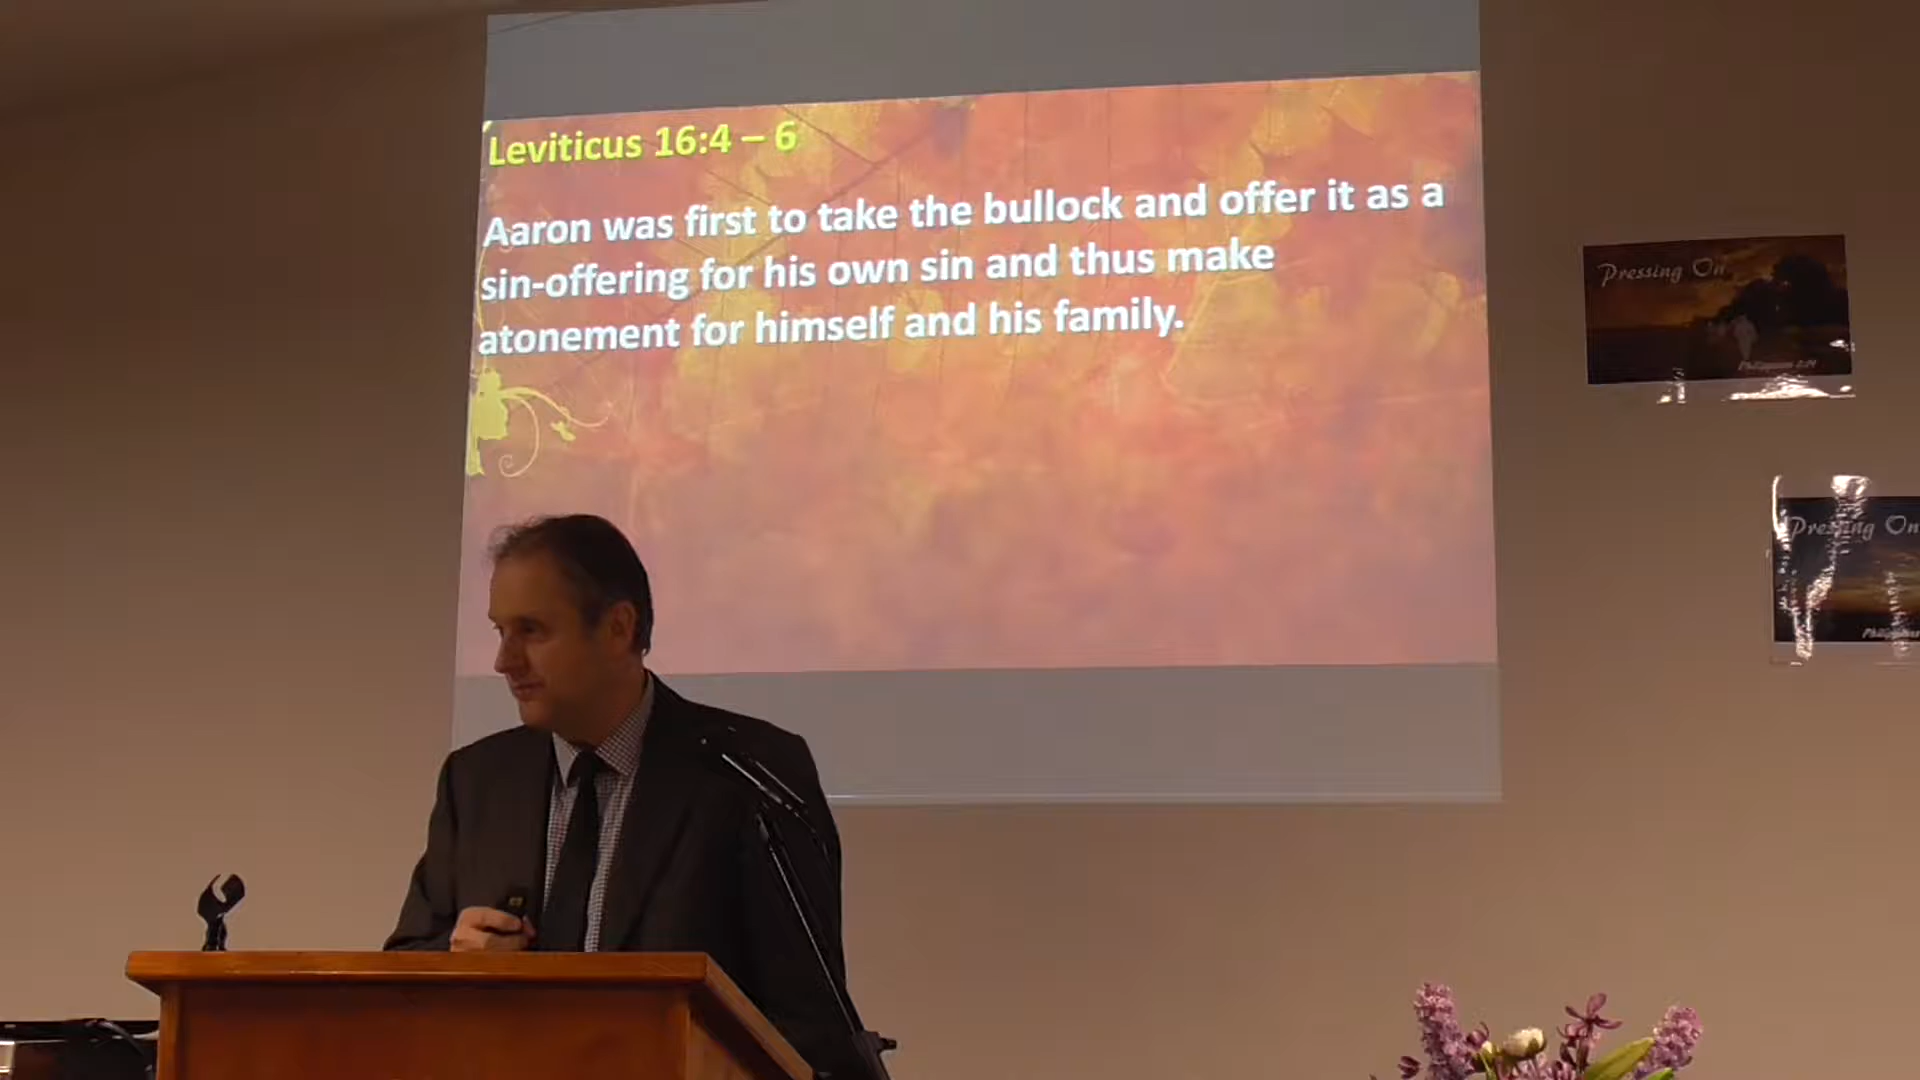 Leviticus 16:4 – 6
Aaron was first to take the bullock and offer it as a
sin-offering for his own sin and thus make
atonement for himself and his family.
Pressing On
Pressing On